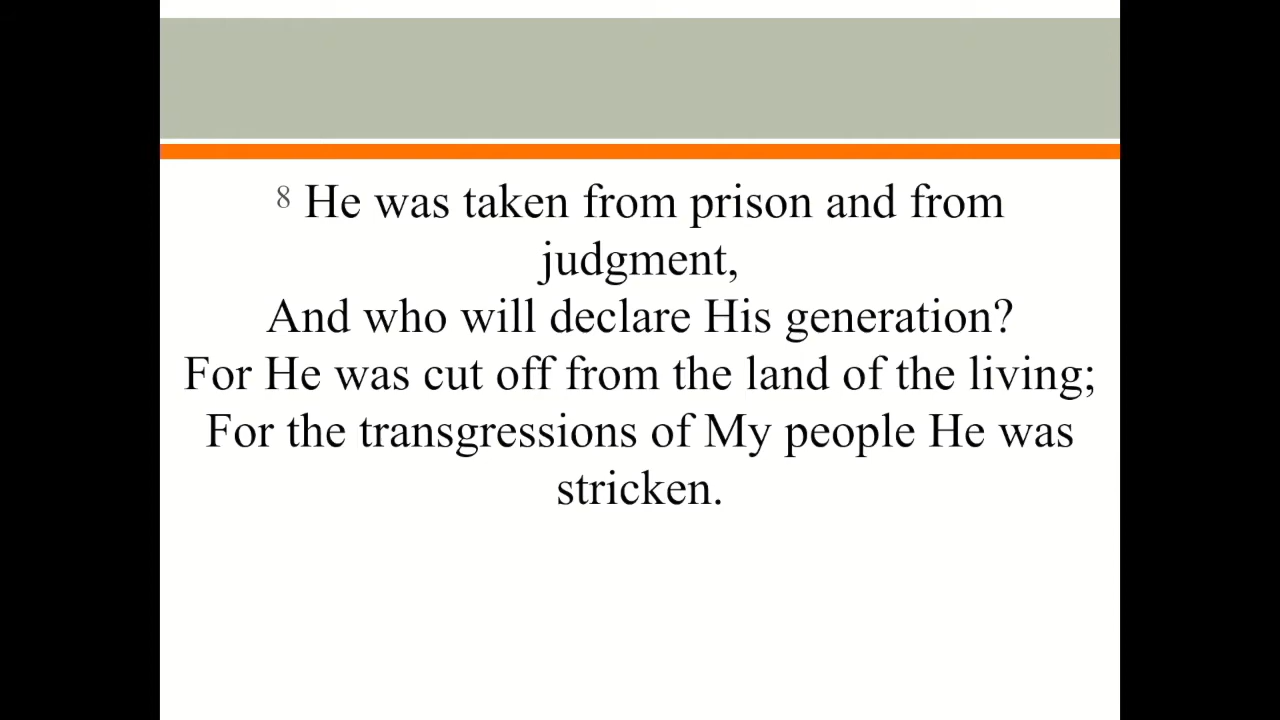 8 He was taken from prison and from
judgment,
And who will declare His generation?
For He was cut off from the land of the living;
For the transgressions of My people He was
stricken.